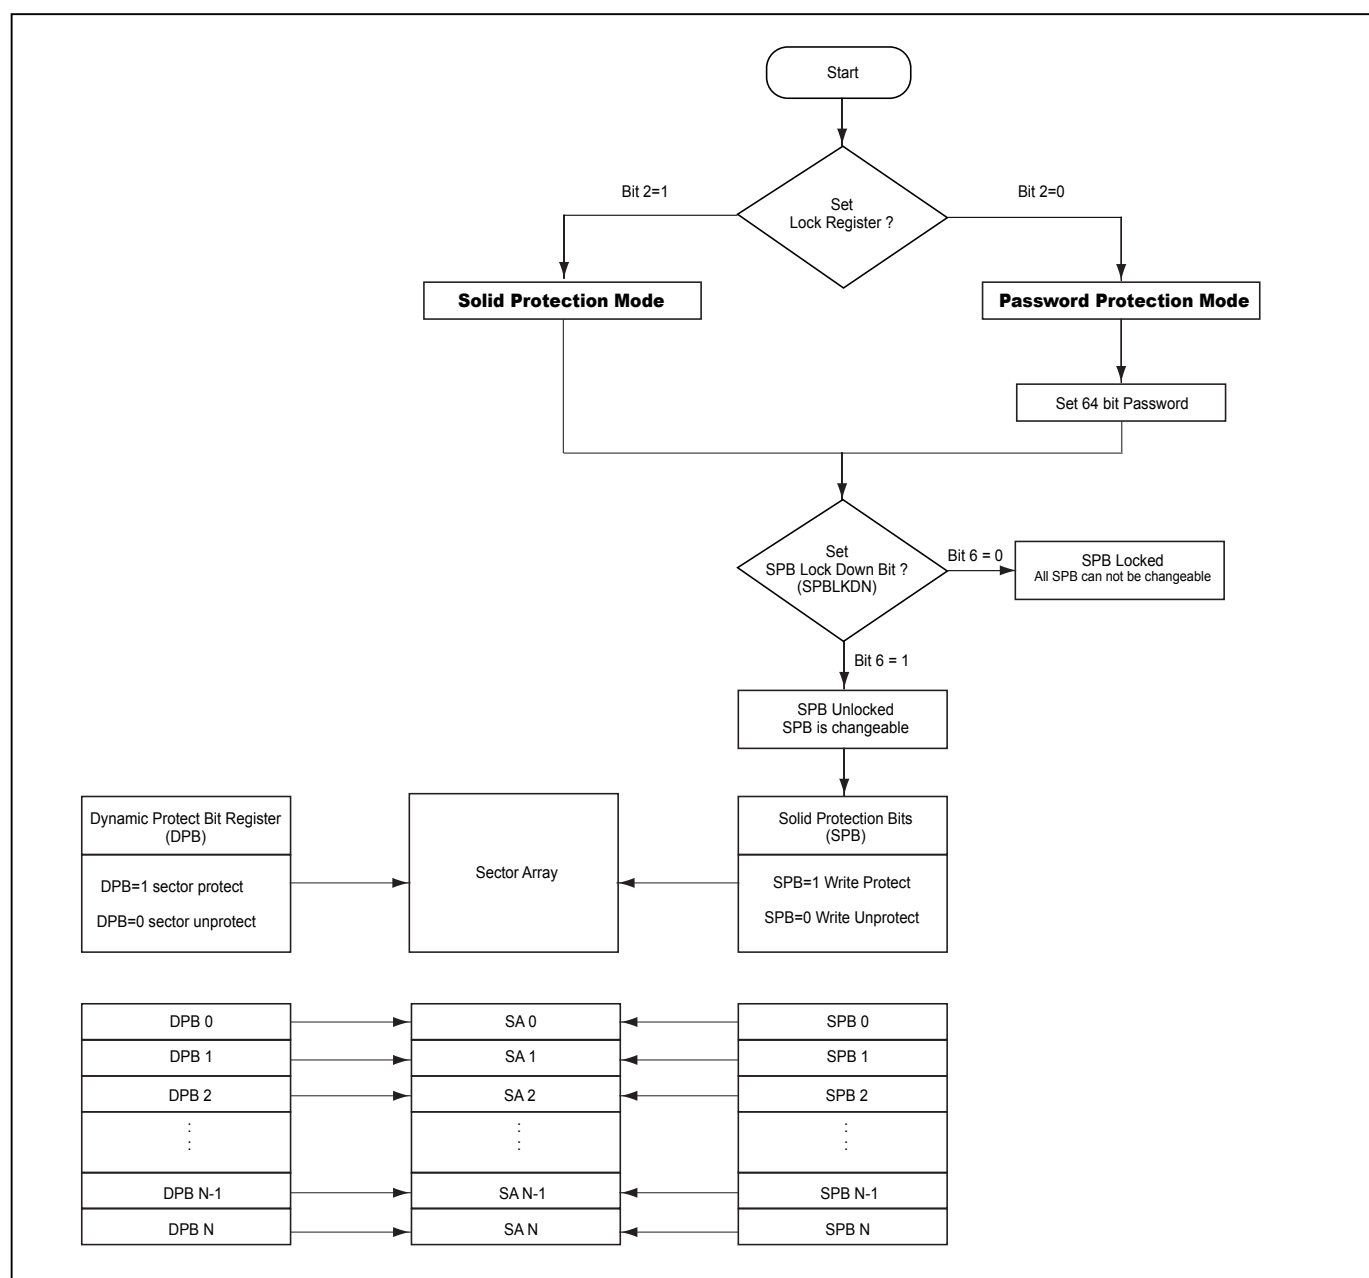 Start
Set
Lock Register ?
Bit 2=1
Bit 2=0
Solid Protection Mode
Password Protection Mode
Set 64 bit Password
Set
SPB Lock Down Bit ?
(SPBLKDN)
Bit 6 = 0
SPB Locked
All SPB can not be changeable
Bit 6 = 1
SPB Unlocked
SPB is changeable
Dynamic Protect Bit Register
(DPB)
DPB=1 sector protect
DPB=0 sector unprotect
Sector Array
Solid Protection Bits
(SPB)
SPB=1 Write Protect
SPB=0 Write Unprotect
DPB 0
SA 0
SPB 0
DPB 1
SA 1
SPB 1
DPB 2
SA 2
SPB 2
DPB N-1
SA N-1
SPB N-1
DPB N
SA N
SPB N